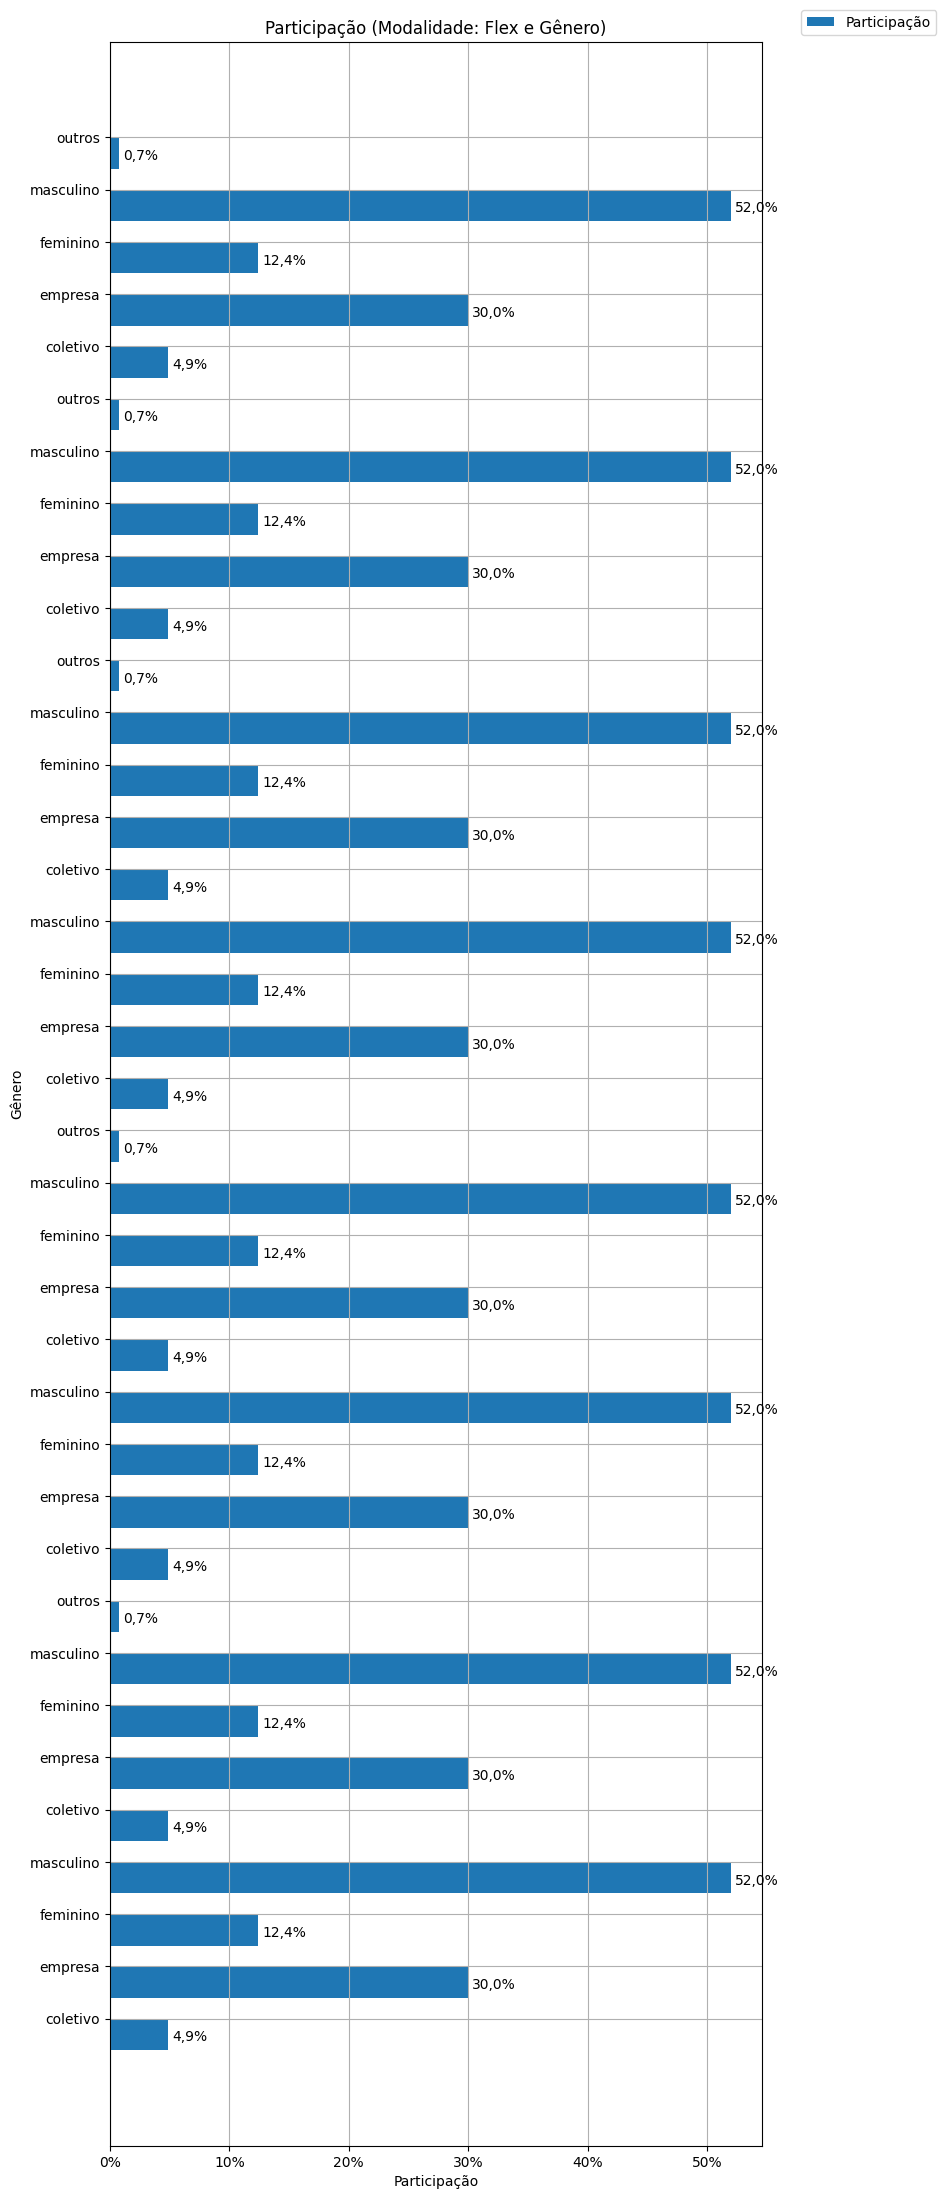 Participação (Modalidade: Flex e Gênero)
Participação
outros
0,7%
masculino
52,0%
feminino
12,4%
empresa
30,0%
coletivo
4,9%
outros
0,7%
masculino
52,0%
feminino
12,4%
empresa
30,0%
coletivo
4,9%
outros
0,7%
masculino
52,0%
feminino
12,4%
empresa
30,0%
coletivo
4,9%
masculino
52,0%
feminino
12,4%
empresa
30,0%
coletivo
4,9%
outros
0,7%
masculino
52,0%
feminino
12,4%
empresa
30,0%
coletivo
4,9%
masculino
52,0%
feminino
12,4%
empresa
30,0%
coletivo
4,9%
outros
0,7%
masculino
52,0%
feminino
12,4%
empresa
30,0%
coletivo
4,9%
masculino
52,0%
feminino
12,4%
empresa
30,0%
coletivo
4,9%
Gênero
0% 10% 20% 30% 40% 50%
Participação